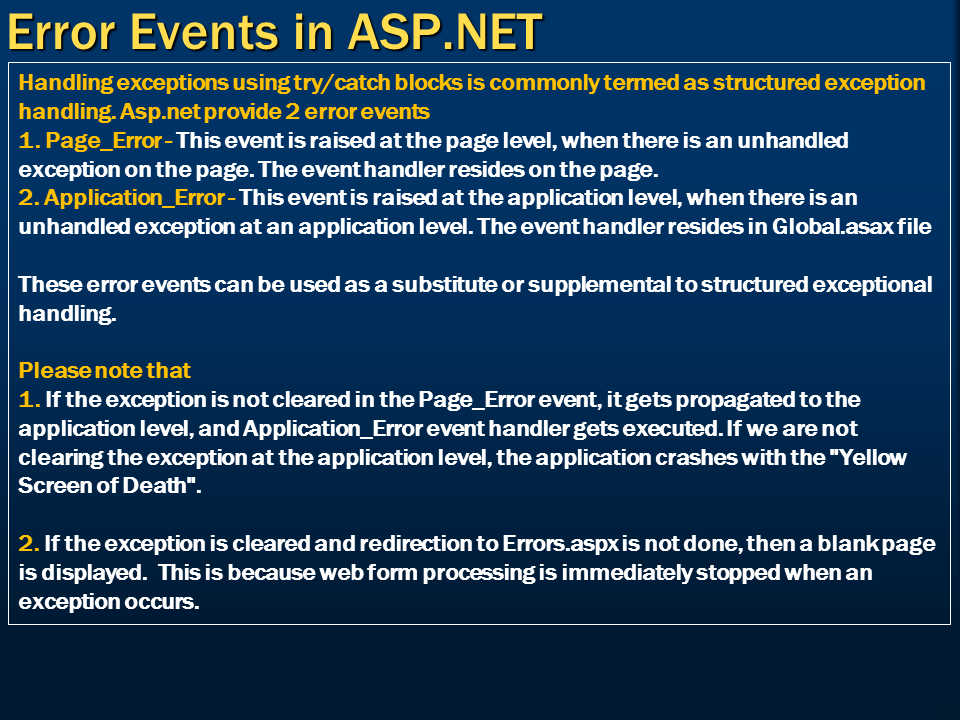 Error Events in ASP.NET
Handling exceptions using try/catch blocks is commonly termed as structured exception
handling. Asp.net provide 2 error events
1. Page_Error - This event is raised at the page level, when there is an unhandled
exception on the page. The event handler resides on the page.
2. Application_Error - This event is raised at the application level, when there is an
unhandled exception at an application level. The event handler resides in Global.asax file
These error events can be used as a substitute or supplemental to structured exceptional
handling.
Please note that
1. If the exception is not cleared in the Page_Error event, it gets propagated to the
application level, and Application_Error event handler gets executed. If we are not
clearing the exception at the application level, the application crashes with the "Yellow
Screen of Death".
2. If the exception is cleared and redirection to Errors.aspx is not done, then a blank page
is displayed. This is because web form processing is immediately stopped when an
exception occurs.